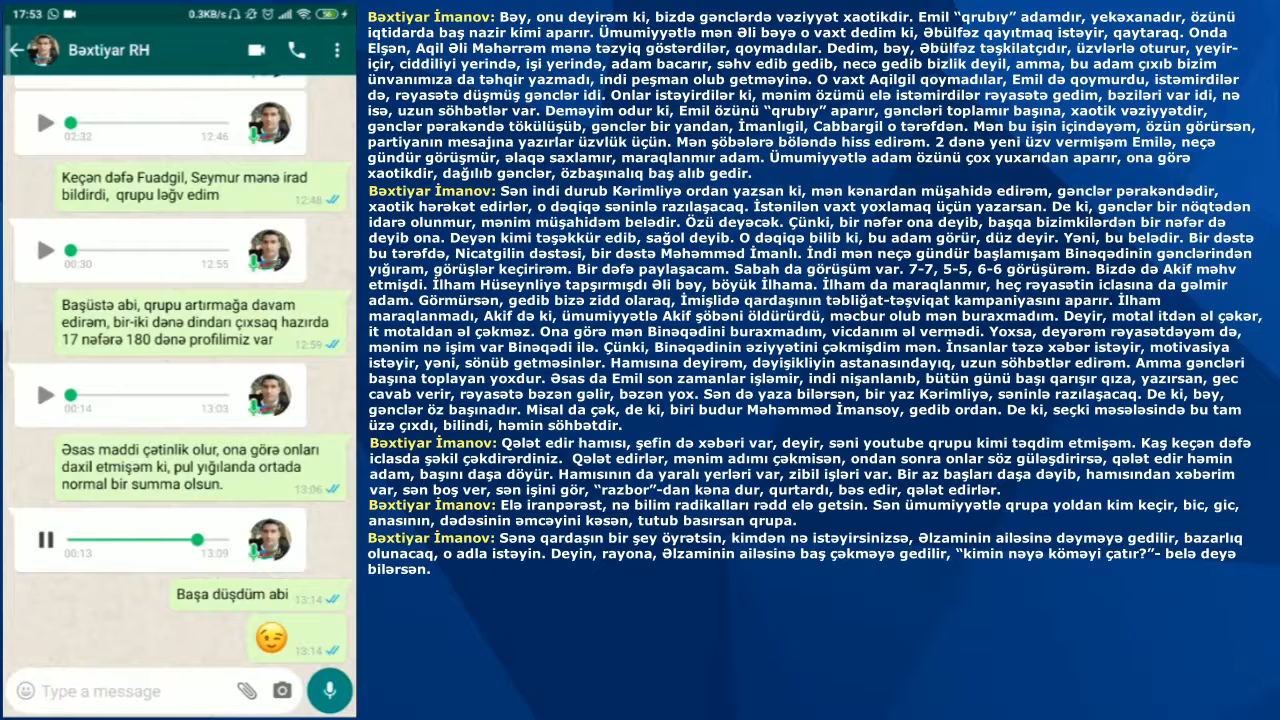 17:53
0.3KB/s
Bəxtiyar RH
02:32
12:46
Keçən dəfə Fuadgil, Seymur mənə irad
bildirdi, qrupu ləğv edim
12:48
00:30
12:55
Başüstə abi, qrupu artırmağa davam
edirəm, bir-iki dənə dindarı çıxsaq hazırda
17 nəfərə 180 dənə profilimiz var
12:59
00:14
13:03
Əsas maddi çətinlik olur, ona görə onları
daxil etmişəm ki, pul yığılanda ortada
normal bir summa olsun.
13:06
00:13
13:09
Başa düşdüm abi
13:14
13:14
Type a message
Bəxtiyar İmanov: Bəy, onu deyirəm ki, bizdə gənclərdə vəziyyət xaotikdir. Emil “qrubıy” adamdır, yekəxanadır, özünü
iqtidarda baş nazir kimi aparır. Ümumiyyətlə mən Əli bəyə o vaxt dedim ki, Əbülfəz qayıtmaq istəyir, qaytaraq. Onda
Elşən, Aqil Əli Məhərrəm mənə təzyiq göstərdilər, qoymadılar. Dedim, bəy, Əbülfəz təşkilatçıdır, üzvlərlə oturur, yeyir-
içir, ciddiliyi yerində, işi yerində, adam bacarır, səhv edib gedib, necə gedib bizlik deyil, amma, bu adam çıxıb bizim
ünvanımıza da təhqir yazmadı, indi peşman olub getməyinə. O vaxt Aqilgil qoymadılar, Emil də qoymurdu, istəmirdilər
də, rəyasətə düşmüş gənclər idi. Onlar istəyirdilər ki, mənim özümü elə istəmirdilər rəyasətə gedim, bəziləri var idi, nə
isə, uzun söhbətlər var. Deməyim odur ki, Emil özünü “qrubıy” aparır, gəncləri toplamır başına, xaotik vəziyyətdir,
gənclər pərakəndə tökülüşüb, gənclər bir yandan, İmanlıgil, Cabbargil o tərəfdən. Mən bu işin içindəyəm, özün görürsən,
partiyanın mesajına yazırlar üzvlük üçün. Mən şöbələrə böləndə hiss edirəm. 2 dənə yeni üzv vermişəm Emilə, neçə
gündür görüşmür, əlaqə saxlamır, maraqlanmır adam. Ümumiyyətlə adam özünü çox yuxarıdan aparır, ona görə
xaotikdir, dağılıb gənclər, özbaşınalıq baş alıb gedir.
Bəxtiyar İmanov: Sən indi durub Kərimliyə ordan yazsan ki, mən kənardan müşahidə edirəm, gənclər pərakəndədir,
xaotik hərəkət edirlər, o dəqiqə səninlə razılaşacaq. İstənilən vaxt yoxlamaq üçün yazarsan. De ki, gənclər bir nöqtədən
idarə olunmur, mənim müşahidəm belədir. Özü deyəcək. Çünki, bir nəfər ona deyib, başqa bizimkilərdən bir nəfər də
deyib ona. Deyən kimi təşəkkür edib, sağol deyib. O dəqiqə bilib ki, bu adam görür, düz deyir. Yəni, bu belədir. Bir dəstə
bu tərəfdə, Nicatgilin dəstəsi, bir dəstə Məhəmməd İmanlı. İndi mən neçə gündür başlamışam Binəqədinin gənclərindən
yığıram, görüşlər keçirirəm. Bir dəfə paylaşacam. Sabah da görüşüm var. 7-7, 5-5, 6-6 görüşürəm. Bizdə də Akif məhv
etmişdi. İlham Hüseynliyə tapşırmışdı Əli bəy, böyük İlhama. İlham da maraqlanmır, heç rəyasətin iclasına da gəlmir
adam. Görmürsən, gedib bizə zidd olaraq, İmişlidə qardaşının təbliğat-təşviqat kampaniyasını aparır. İlham
maraqlanmadı, Akif də ki, ümumiyyətlə Akif şöbəni öldürürdü, məcbur olub mən buraxmadım. Deyir, motal itdən əl çəkər,
it motaldan əl çəkməz. Ona görə mən Binəqədini buraxmadım, vicdanım əl vermədi. Yoxsa, deyərəm rəyasətdəyəm də,
mənim nə işim var Binəqədi ilə. Çünki, Binəqədinin əziyyətini çəkmişdim mən. İnsanlar təzə xəbər istəyir, motivasiya
istəyir, yəni, sönüb getməsinlər. Hamısına deyirəm, dəyişikliyin astanasındayıq, uzun söhbətlər edirəm. Amma gəncləri
başına toplayan yoxdur. Əsas da Emil son zamanlar işləmir, indi nişanlanıb, bütün günü başı qarışır qıza, yazırsan, gec
cavab verir, rəyasətə bəzən gəlir, bəzən yox. Sən də yaza bilərsən, bir yaz Kərimliyə, səninlə razılaşacaq. De ki, bəy,
gənclər öz başınadır. Misal da çək, de ki, biri budur Məhəmməd İmansoy, gedib ordan. De ki, seçki məsələsində bu tam
üzə çıxdı, bilindi, həmin söhbətdir.
Bəxtiyar İmanov: Qələt edir hamısı, şefin də xəbəri var, deyir, səni youtube qrupu kimi təqdim etmişəm. Kaş keçən dəfə
iclasda şəkil çəkdirərdiniz. Qələt edirlər, mənim adımı çəkmisən, ondan sonra onlar söz güləşdirirsə, qələt edir həmin
adam, başını daşa döyür. Hamısının da yaralı yerləri var, zibil işləri var. Bir az başları daşa dəyib, hamısından xəbərim
var, sən boş ver, sən işini gör, “razbor”-dan kəna dur, qurtardı, bəs edir, qələt edirlər.
Bəxtiyar İmanov: Elə iranpərəst, nə bilim radikalları rədd elə getsin. Sən ümumiyyətlə qrupa yoldan kim keçir, bic, gic,
anasının, dədəsinin əmcəyini kəsən, tutub basırsan qrupa.
Bəxtiyar İmanov: Sənə qardaşın bir şey öyrətsin, kimdən nə istəyirsinizsə, Əlzaminin ailəsinə dəyməyə gedilir, bazarlıq
olunacaq, o adla istəyin. Deyin, rayona, Əlzaminin ailəsinə baş çəkməyə gedilir, “kimin nəyə köməyi çatır?”- belə deyə
bilərsən.